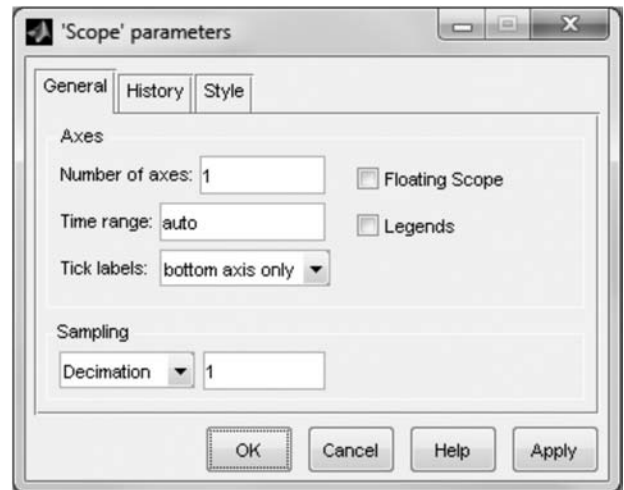 'Scope' parameters
General History Style
Axes
Number of axes: 1
Floating Scope
Time range: auto
Legends
Tick labels: bottom axis only
Sampling
Decimation 1
OK Cancel Help Apply